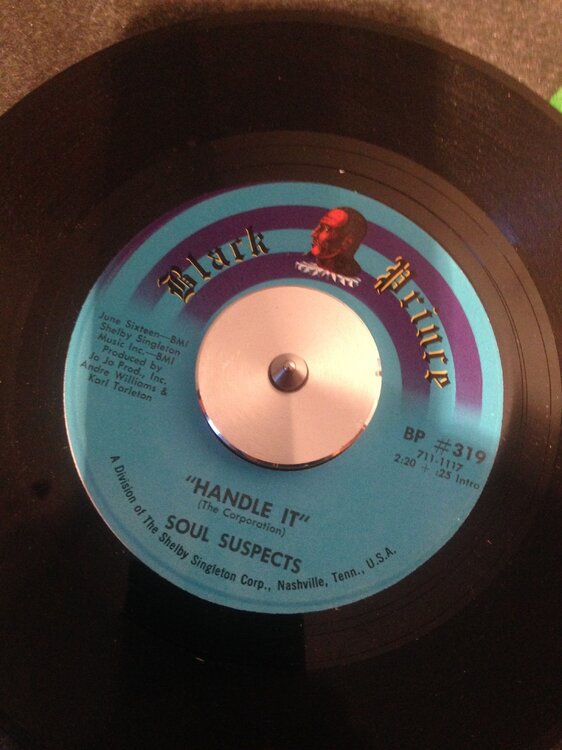 Black Prince
June Sixteen—BMI
Shelby Singleton
Music Inc.—BMI
Produced by
Jo Jo Prod., Inc.
Andre Williams &
Karl Tarleton
BP #319
711-1117
2:20 + :25 Intro
"HANDLE IT"
(The Corporation)
SOUL SUSPECTS
A Division of The Shelby Singleton Corp., Nashville, Tenn., U.S.A.